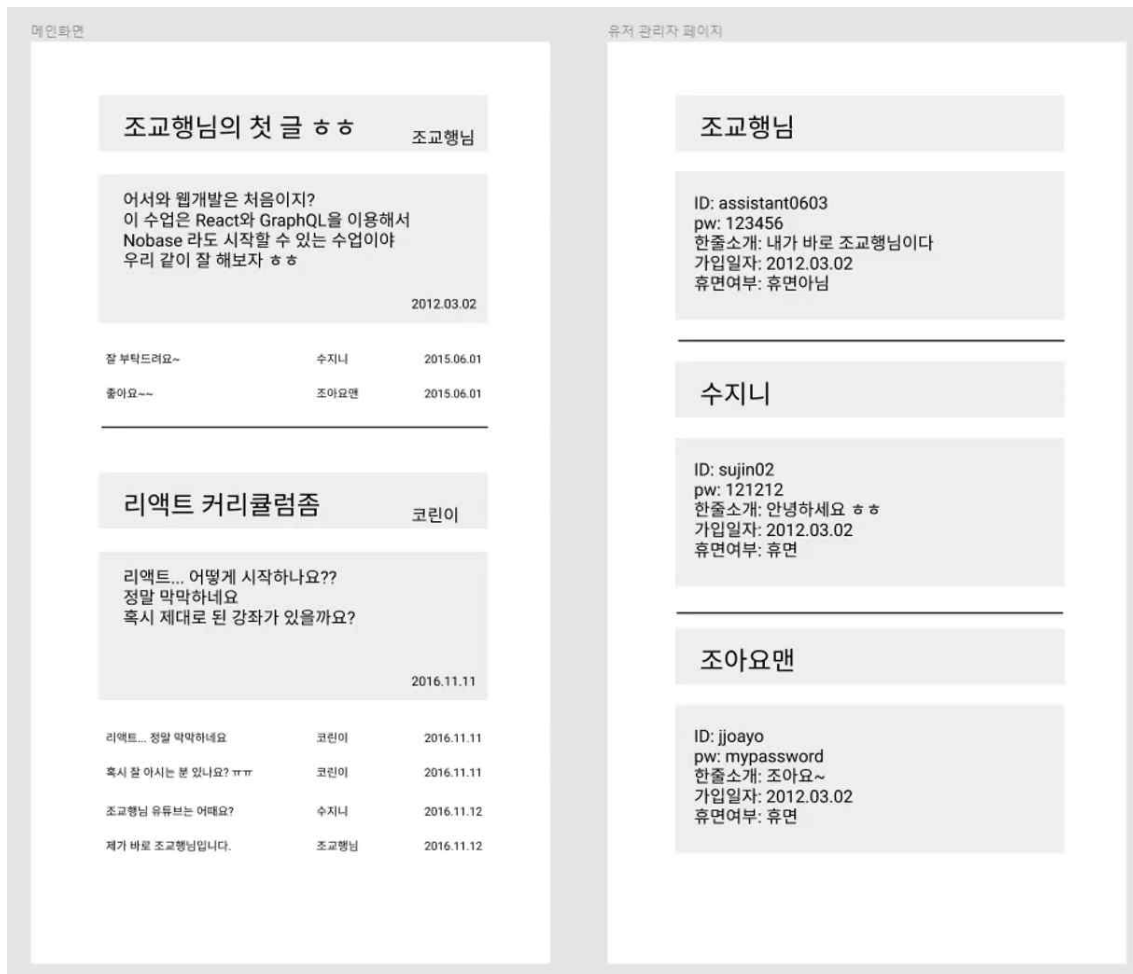 메인화면
조교행님의 첫 글 ㅎㅎ 조교행님
어서와 웹개발은 처음이지?
이 수업은 React와 GraphQL을 이용해서
Nobase 라도 시작할 수 있는 수업이야
우리 같이 잘 해보자 ㅎㅎ
2012.03.02
잘 부탁드려요~ 수지니 2015.06.01
좋아요~~ 조아요맨 2015.06.01
리액트 커리큘럼좀 코린이
리액트... 어떻게 시작하나요??
정말 막막하네요
혹시 제대로 된 강좌가 있을까요?
2016.11.11
리액트... 정말 막막하네요 코린이 2016.11.11
혹시 잘 아시는 분 있나요? ㅠㅠ 코린이 2016.11.11
조교행님 유튜브는 어때요? 수지니 2016.11.12
제가 바로 조교행님입니다. 조교행님 2016.11.12
유저 관리자 페이지
조교행님
ID: assistant0603
pw: 123456
한줄소개: 내가 바로 조교행님이다
가입일자: 2012.03.02
휴면여부: 휴면아님
수지니
ID: sujin02
pw: 121212
한줄소개: 안녕하세요 ㅎㅎ
가입일자: 2012.03.02
휴면여부: 휴면
조아요맨
ID: jjoayo
pw: mypassword
한줄소개: 조아요~
가입일자: 2012.03.02
휴면여부: 휴면